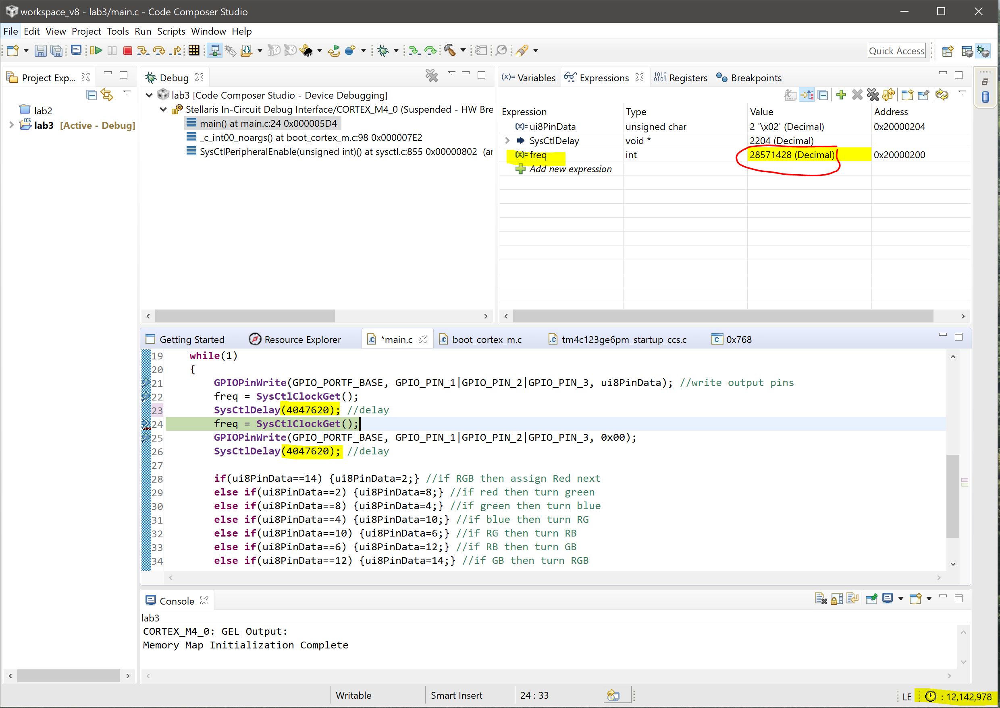 workspace_v8 - lab3/main.c - Code Composer Studio
File Edit View Project Tools Run Scripts Window Help
Quick Access
Project Exp...
lab2
lab3 [Active - Debug]
Debug
lab3 [Code Composer Studio - Device Debugging]
Stellaris In-Circuit Debug Interface/CORTEX_M4_0 (Suspended - HW Bre
main() at main.c:24 0x000005D4
_c_int00_noargs() at boot_cortex_m.c:98 0x000007E2
SysCtlPeripheralEnable(unsigned int)() at sysctl.c:855 0x00000802 (ar
(x)= Variables Expressions 1010 0101 Registers Breakpoints
Expression Type Value Address
(x)= ui8PinData unsigned char 2 '\x02' (Decimal) 0x20000204
SysCtlDelay void * 2204 (Decimal)
(x)= freq int 28571428 (Decimal) 0x20000200
Add new expression
Getting Started Resource Explorer *main.c boot_cortex_m.c tm4c123ge6pm_startup_ccs.c 0x768
19 while(1)
20 {
21 GPIOPinWrite(GPIO_PORTF_BASE, GPIO_PIN_1|GPIO_PIN_2|GPIO_PIN_3, ui8PinData); //write output pins
22 freq = SysCtlClockGet();
23 SysCtlDelay(4047620); //delay
24 freq = SysCtlClockGet();
25 GPIOPinWrite(GPIO_PORTF_BASE, GPIO_PIN_1|GPIO_PIN_2|GPIO_PIN_3, 0x00);
26 SysCtlDelay(4047620); //delay
27
28 if(ui8PinData==14) {ui8PinData=2;} //if RGB then assign Red next
29 else if(ui8PinData==2) {ui8PinData=8;} //if red then turn green
30 else if(ui8PinData==8) {ui8PinData=4;} //if green then turn blue
31 else if(ui8PinData==4) {ui8PinData=10;} //if blue then turn RG
32 else if(ui8PinData==10) {ui8PinData=6;} //if RG then turn RB
33 else if(ui8PinData==6) {ui8PinData=12;} //if RB then turn GB
34 else if(ui8PinData==12) {ui8PinData=14;} //if GB then turn RGB
Console
lab3
CORTEX_M4_0: GEL Output:
Memory Map Initialization Complete
Writable Smart Insert 24 : 33 LE : 12,142,978